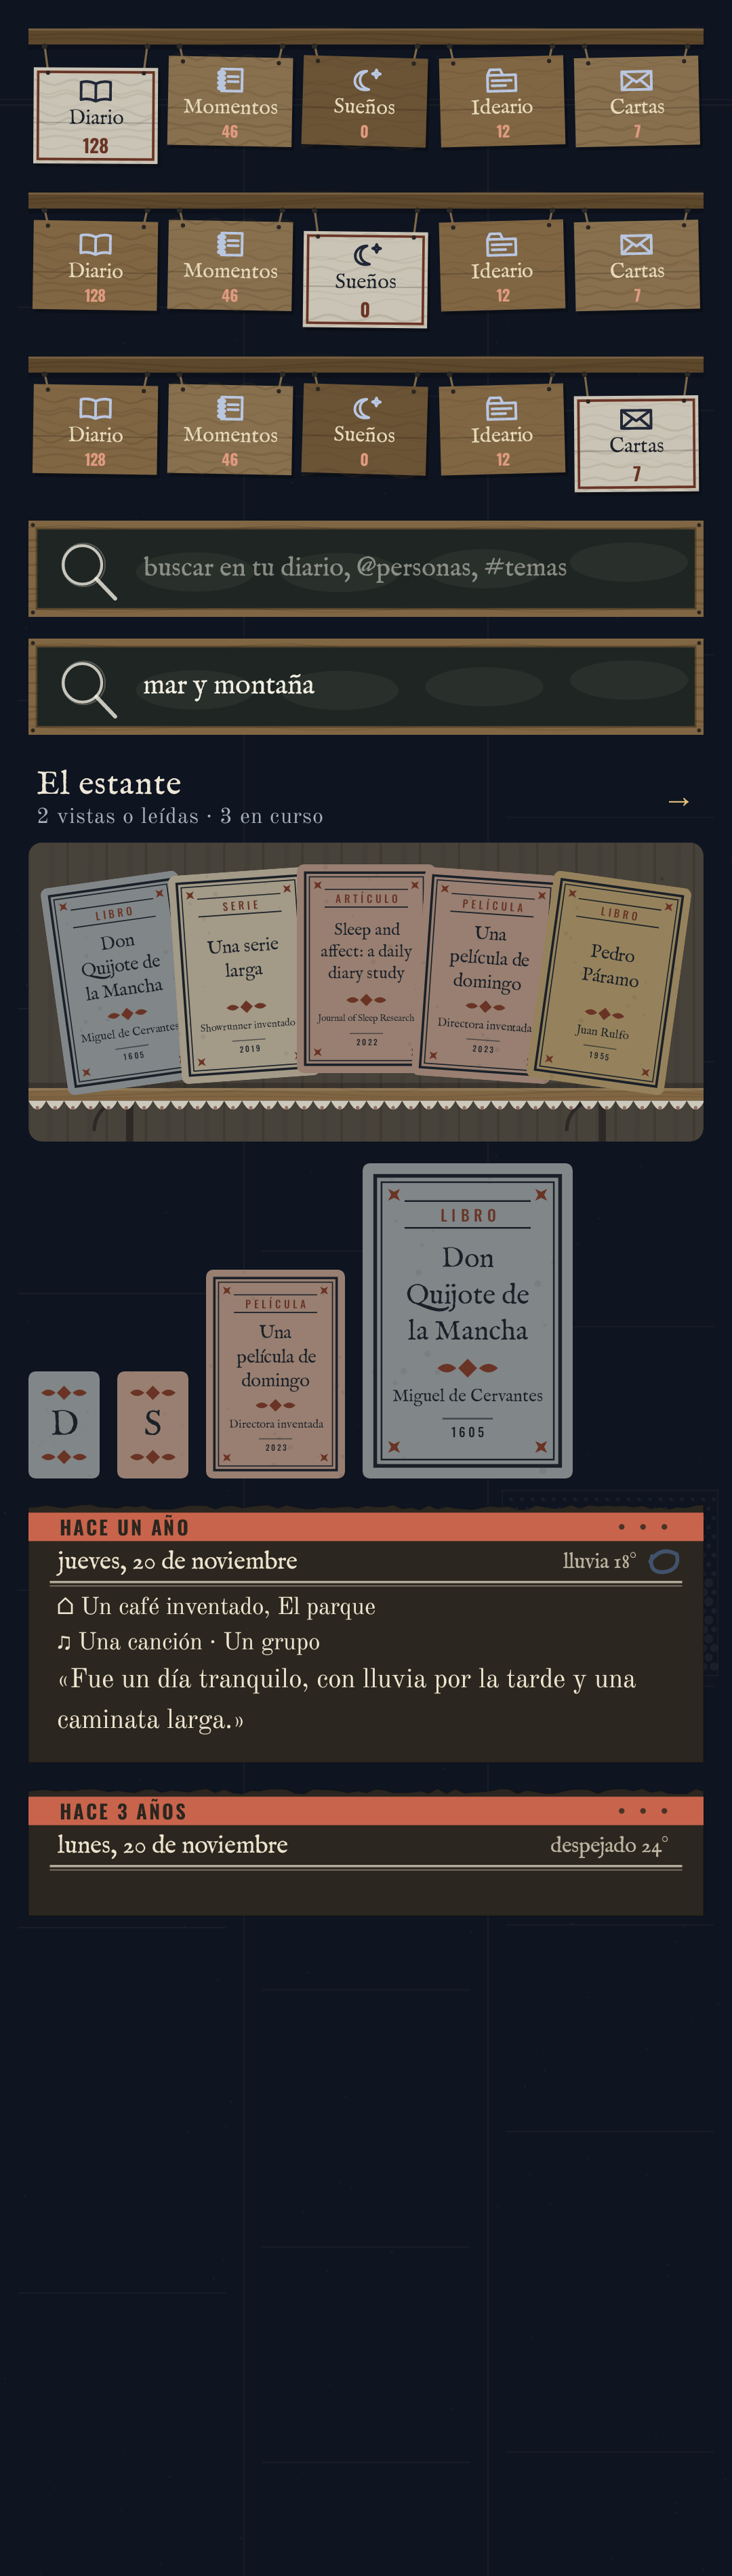 Diario
128
Momentos
46
Sueños
0
Ideario
12
Cartas
7
Diario
128
Momentos
46
Sueños
0
Ideario
12
Cartas
7
Diario
128
Momentos
46
Sueños
0
Ideario
12
Cartas
7
buscar en tu diario, @personas, #temas
mar y montaña
El estante
2 vistas o leídas · 3 en curso
→
LIBRO
Don
Quijote de
la Mancha
Miguel de Cervantes
1605
SERIE
Una serie
larga
Showrunner inventado
2019
ARTÍCULO
Sleep and
affect: a daily
diary study
Journal of Sleep Research
2022
PELÍCULA
Una
película de
domingo
Directora inventada
2023
LIBRO
Pedro
Páramo
Juan Rulfo
1955
D
S
PELÍCULA
Una
película de
domingo
Directora inventada
2023
LIBRO
Don
Quijote de
la Mancha
Miguel de Cervantes
1605
HACE UN AÑO
jueves, 20 de noviembre lluvia 18°
⌂ Un café inventado, El parque
♫ Una canción · Un grupo
«Fue un día tranquilo, con lluvia por la tarde y una
caminata larga.»
HACE 3 AÑOS
lunes, 20 de noviembre despejado 24°